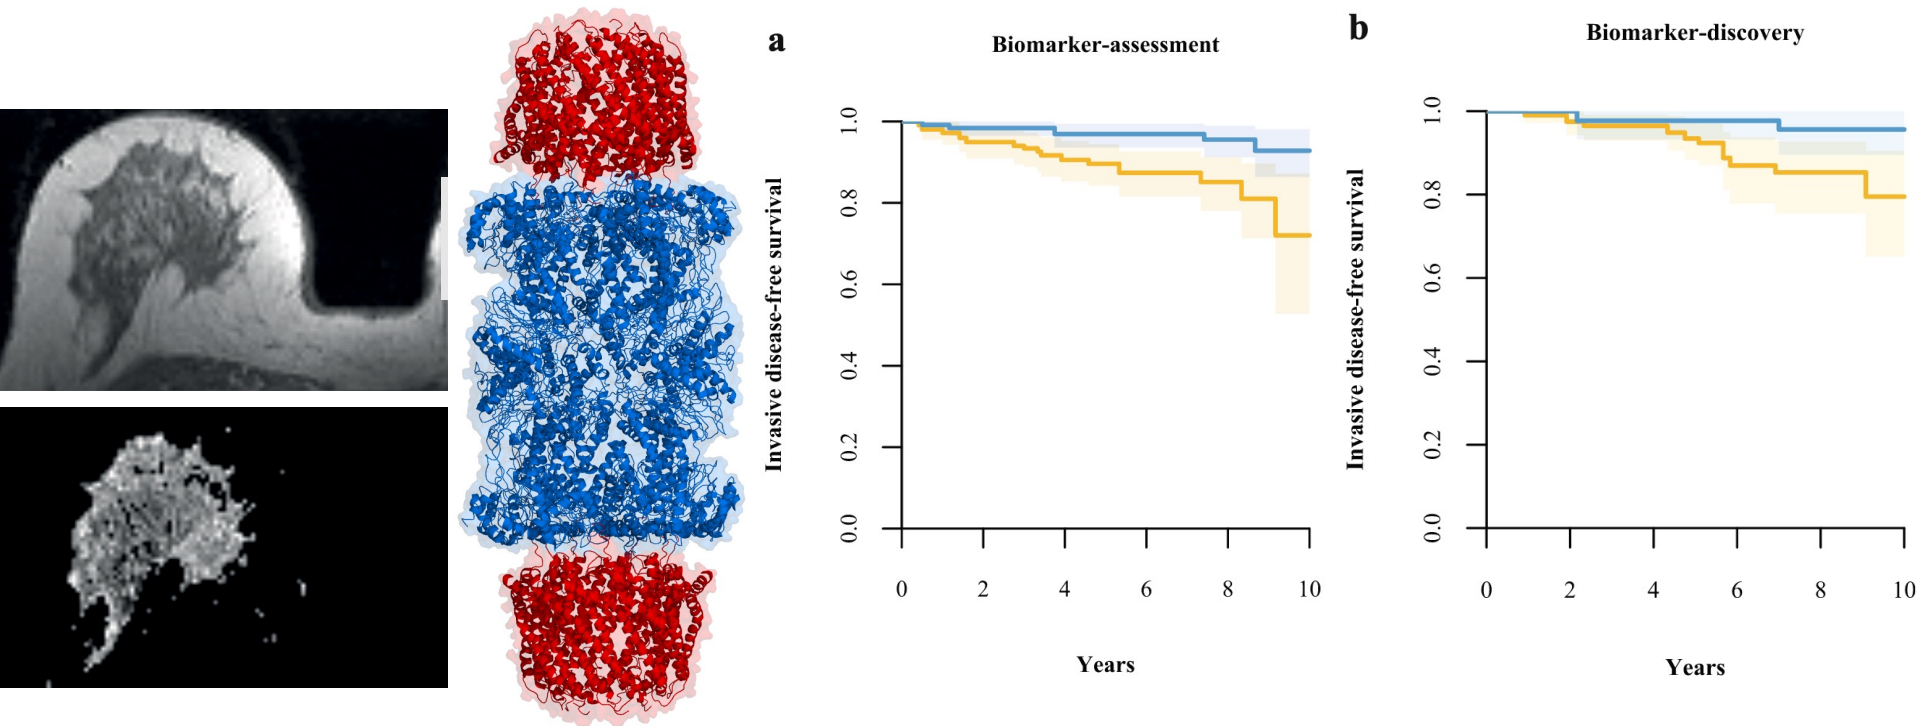 a
Biomarker-assessment
Invasive disease-free survival
1.0
0.8
0.6
0.4
0.2
0.0
0 2 4 6 8 10
Years
b
Biomarker-discovery
Invasive disease-free survival
1.0
0.8
0.6
0.4
0.2
0.0
0 2 4 6 8 10
Years